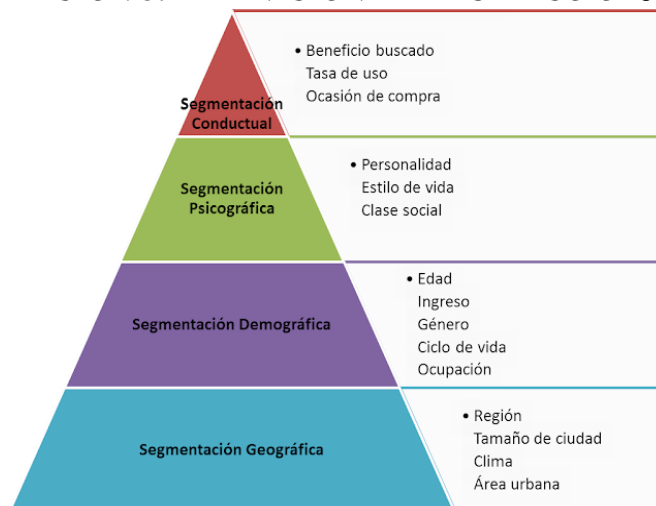 • Beneficio buscado
Tasa de uso
Ocasión de compra
Segmentación
Conductual
• Personalidad
Estilo de vida
Clase social
Segmentación
Psicográfica
• Edad
Ingreso
Género
Ciclo de vida
Ocupación
Segmentación Demográfica
• Región
Tamaño de ciudad
Clima
Área urbana
Segmentación Geográfica